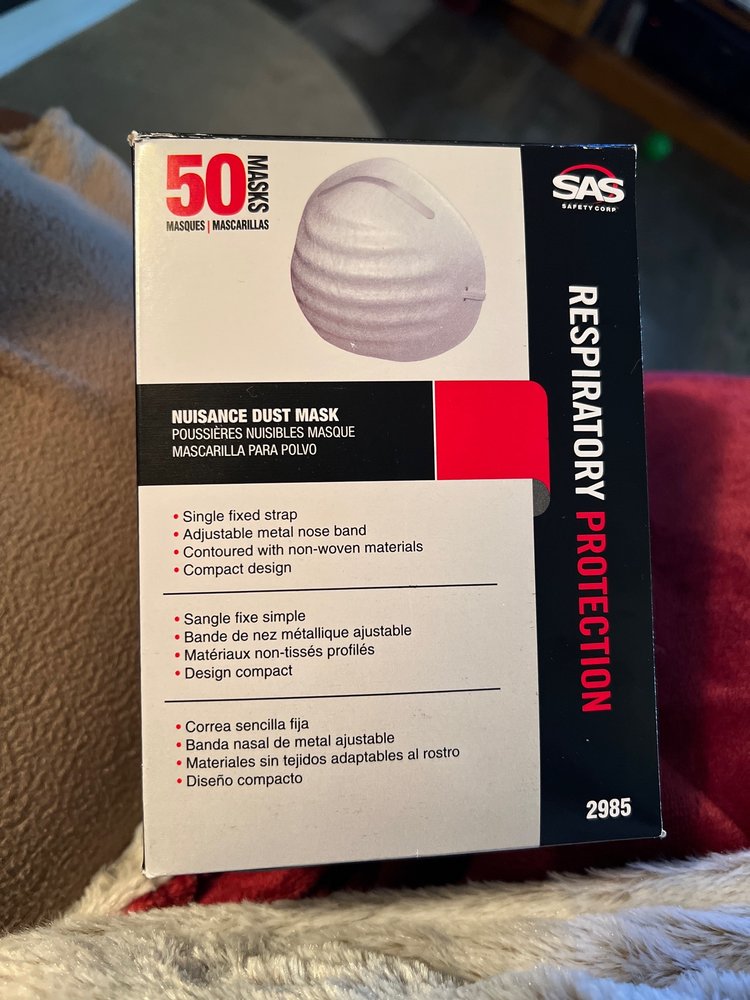 50 MASKS
MASQUES | MASCARILLAS
SAS
SAFETY CORP
RESPIRATORY PROTECTION
NUISANCE DUST MASK
POUSSIÈRES NUISIBLES MASQUE
MASCARILLA PARA POLVO
• Single fixed strap
• Adjustable metal nose band
• Contoured with non-woven materials
• Compact design
• Sangle fixe simple
• Bande de nez métallique ajustable
• Matériaux non-tissés profilés
• Design compact
• Correa sencilla fija
• Banda nasal de metal ajustable
• Materiales sin tejidos adaptables al rostro
• Diseño compacto
2985